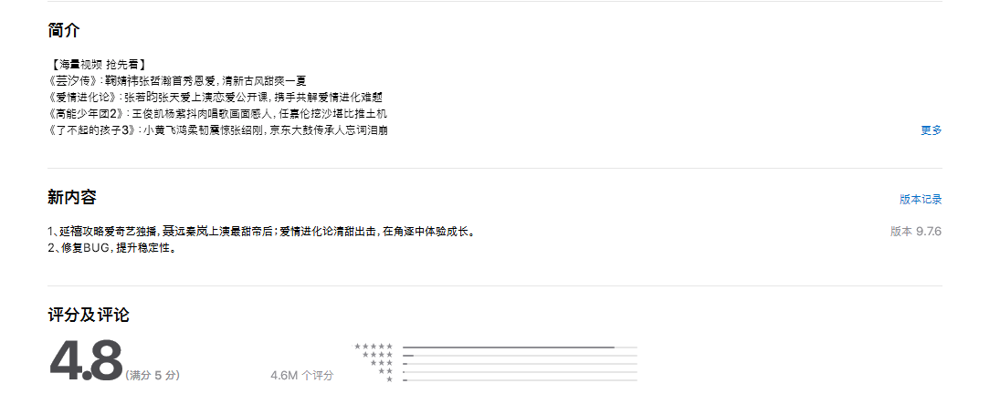 简介
【海量视频 抢先看】
《芸汐传》：鞠婧祎张哲瀚首秀恩爱，清新古风甜爽一夏
《爱情进化论》：张若昀张天爱上演恋爱公开课，携手共解爱情进化难题
《高能少年团2》：王俊凯杨紫抖肉唱歌画面感人，任嘉伦挖沙堪比推土机
《了不起的孩子3》：小黄飞鸿柔韧震惊张绍刚，京东大鼓传承人忘词泪崩
更多
新内容
版本记录
1、延禧攻略爱奇艺独播，聂远秦岚上演最甜帝后；爱情进化论清甜出击，在角逐中体验成长。
版本 9.7.6
2、修复BUG，提升稳定性。
评分及评论
4.8 (满分 5 分)
4.6M 个评分
★★★★★
★★★★
★★★
★★
★